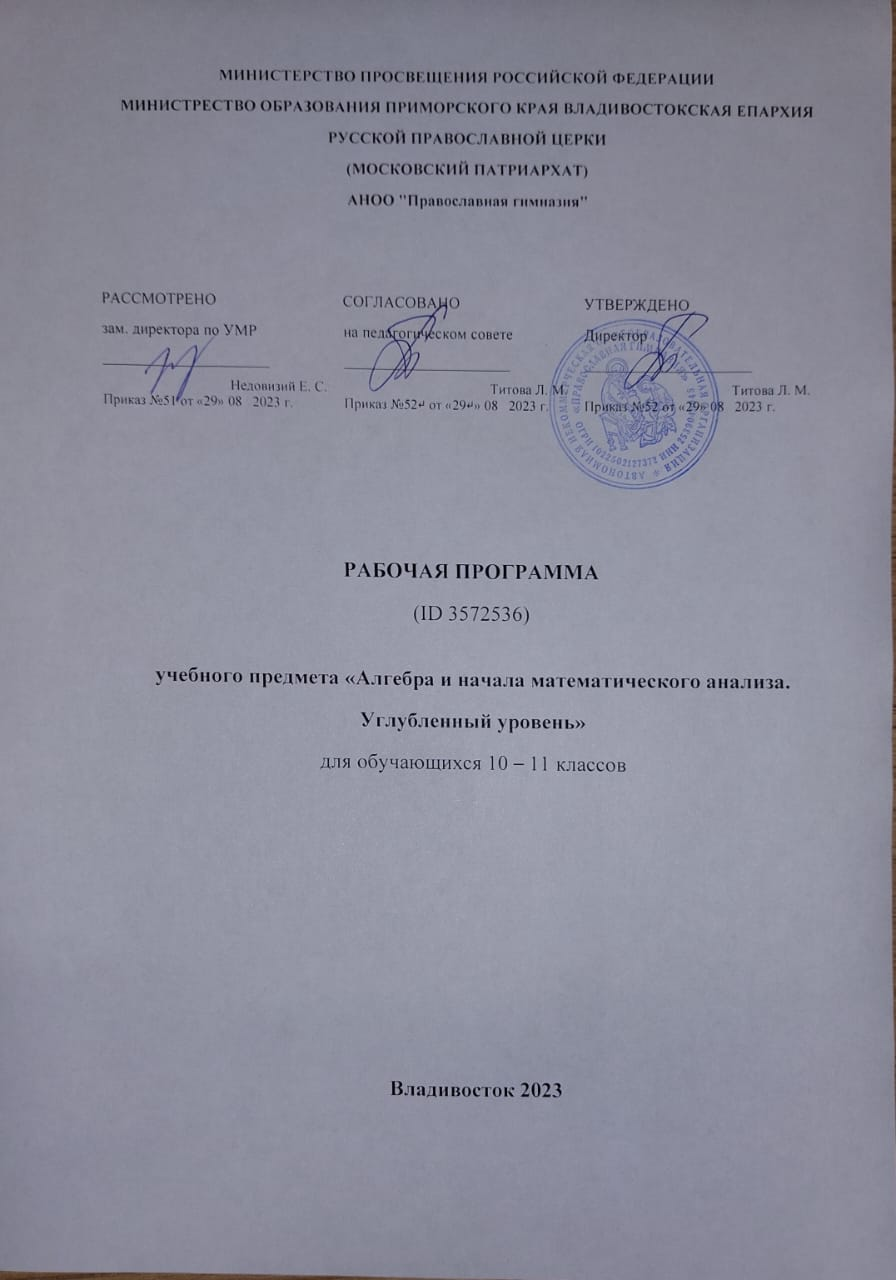 МИНИСТЕРСТВО ПРОСВЕЩЕНИЯ РОССИЙСКОЙ ФЕДЕРАЦИИ
МИНИСТРЕСТВО ОБРАЗОВАНИЯ ПРИМОРСКОГО КРАЯ ВЛАДИВОСТОКСКАЯ ЕПАРХИЯ
РУССКОЙ ПРАВОСЛАВНОЙ ЦЕРКИ
(МОСКОВСКИЙ ПАТРИАРХАТ)
АНОО "Православная гимназия"
РАССМОТРЕНО
зам. директора по УМР
Недовизий Е. С.
Приказ №51 от «29» 08 2023 г.
СОГЛАСОВАНО
на педагогическом совете
Титова Л. М.
Приказ №52↵ от «29↵» 08 2023 г.
УТВЕРЖДЕНО
Директор
Титова Л. М.
Приказ №52 от «29» 08 2023 г.
РАБОЧАЯ ПРОГРАММА
(ID 3572536)
учебного предмета «Алгебра и начала математического анализа.
Углубленный уровень»
для обучающихся 10 – 11 классов
Владивосток 2023